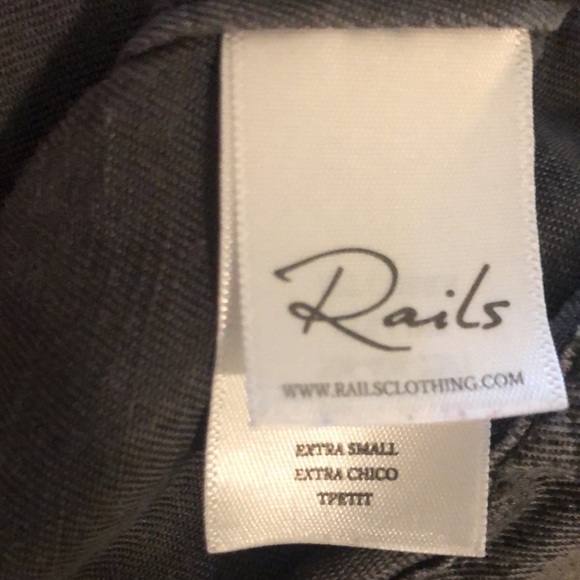 Rails
WWW.RAILSCLOTHING.COM
EXTRA SMALL
EXTRA CHICO
TPETIT